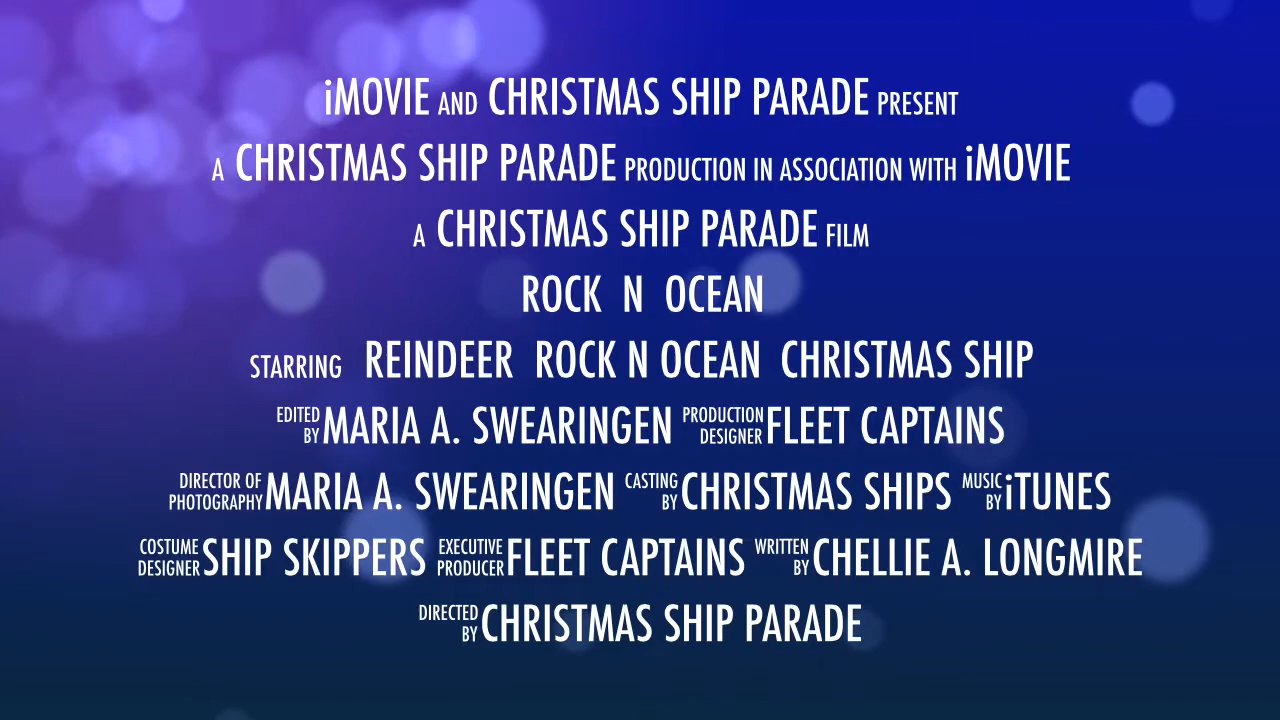 iMOVIE AND CHRISTMAS SHIP PARADE PRESENT
A CHRISTMAS SHIP PARADE PRODUCTION IN ASSOCIATION WITH iMOVIE
A CHRISTMAS SHIP PARADE FILM
ROCK N OCEAN
STARRING REINDEER ROCK N OCEAN CHRISTMAS SHIP
EDITED BY MARIA A. SWEARINGEN PRODUCTION DESIGNER FLEET CAPTAINS
DIRECTOR OF PHOTOGRAPHY MARIA A. SWEARINGEN CASTING BY CHRISTMAS SHIPS MUSIC BY iTUNES
COSTUME DESIGNER SHIP SKIPPERS EXECUTIVE PRODUCER FLEET CAPTAINS WRITTEN BY CHELLIE A. LONGMIRE
DIRECTED BY CHRISTMAS SHIP PARADE